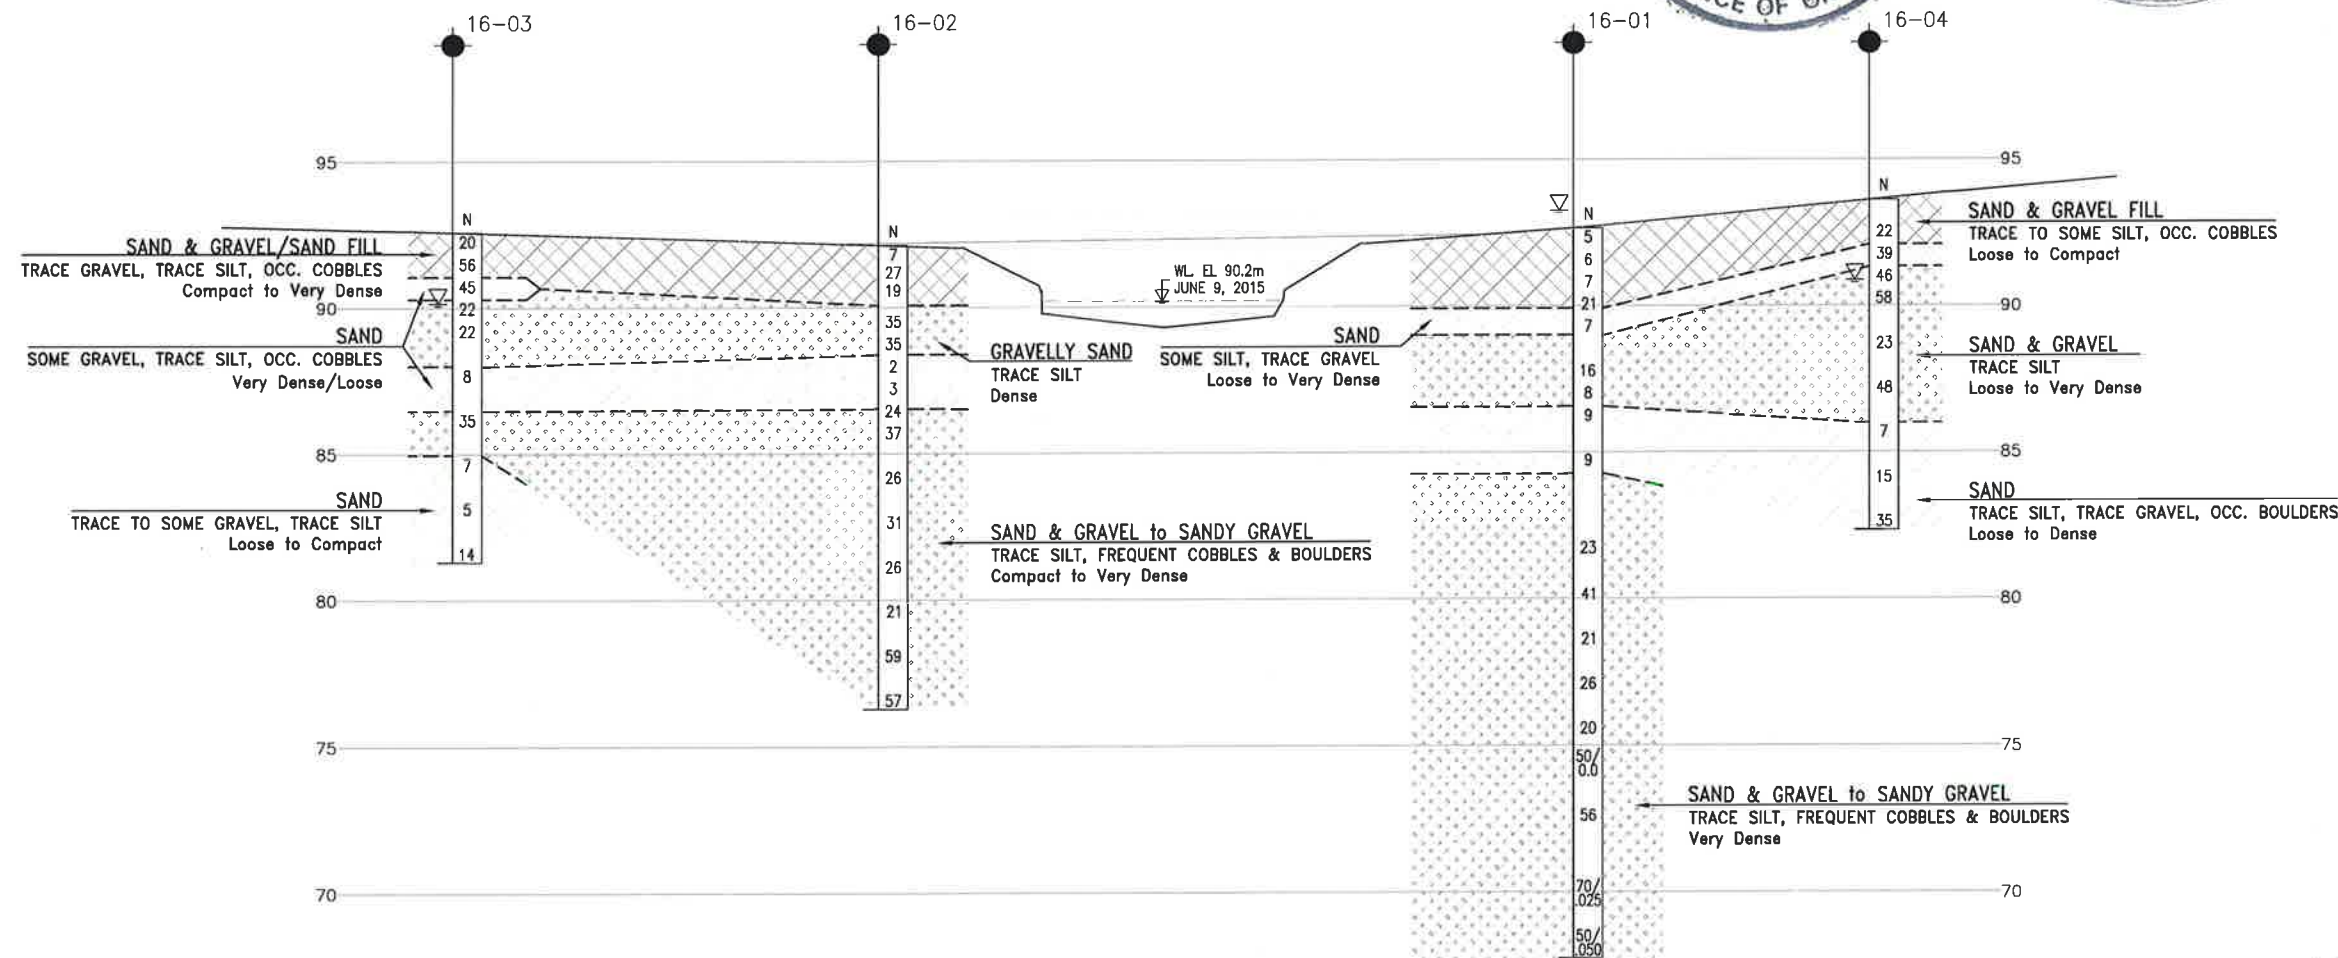 16-03
16-02
16-01
16-04
OF
95
95
N
20
56
45
22
22
8
35
7
5
14
N
7
27
19
35
35
2
3
24
37
26
31
26
21
59
57
N
5
6
7
21
7
16
8
9
9
23
41
21
26
20
50/
0.0
56
70/
.025
50/
.050
N
22
39
46
58
23
48
7
15
35
SAND & GRAVEL/SAND FILL
TRACE GRAVEL, TRACE SILT, OCC. COBBLES
Compact to Very Dense
90
SAND
SOME GRAVEL, TRACE SILT, OCC. COBBLES
Very Dense/Loose
85
SAND
TRACE TO SOME GRAVEL, TRACE SILT
Loose to Compact
80
75
70
WL. EL 90.2m
JUNE 9, 2015
GRAVELLY SAND
TRACE SILT
Dense
SAND
SOME SILT, TRACE GRAVEL
Loose to Very Dense
SAND & GRAVEL to SANDY GRAVEL
TRACE SILT, FREQUENT COBBLES & BOULDERS
Compact to Very Dense
SAND & GRAVEL FILL
TRACE TO SOME SILT, OCC. COBBLES
Loose to Compact
90
SAND & GRAVEL
TRACE SILT
Loose to Very Dense
85
SAND
TRACE SILT, TRACE GRAVEL, OCC. BOULDERS
Loose to Dense
80
75
SAND & GRAVEL to SANDY GRAVEL
TRACE SILT, FREQUENT COBBLES & BOULDERS
Very Dense
70